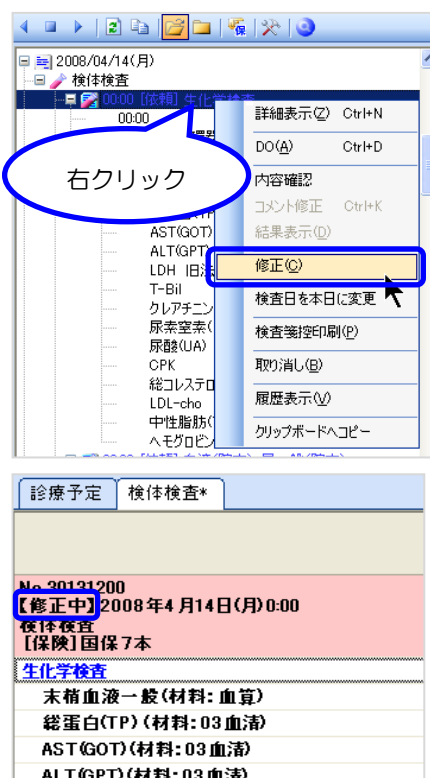 2008/04/14(月)
検体検査
00:00 [依頼] 生化学検査
00:00
右クリック
AST(GOT)
ALT(GPT)
LDH 旧法
T-Bil
クレアチニン
尿素窒素(
尿酸(UA)
CPK
総コレステロ
LDL-cho
中性脂肪(
ヘモグロビン
詳細表示(Z) Ctrl+N
DO(A) Ctrl+D
内容確認
コメント修正 Ctrl+K
結果表示(D)
修正(C)
検査日を本日に変更
検査箋控印刷(P)
取り消し(B)
履歴表示(V)
クリップボードへコピー
診療予定 検体検査*
No.30131200
【修正中】2008年4月14日(月)0:00
検体検査
[保険]国保7本
生化学検査
末梢血液一般(材料:血算)
総蛋白(TP)(材料:03血清)
AST(GOT)(材料:03血清)
ALT(GPT)(材料:03血清)